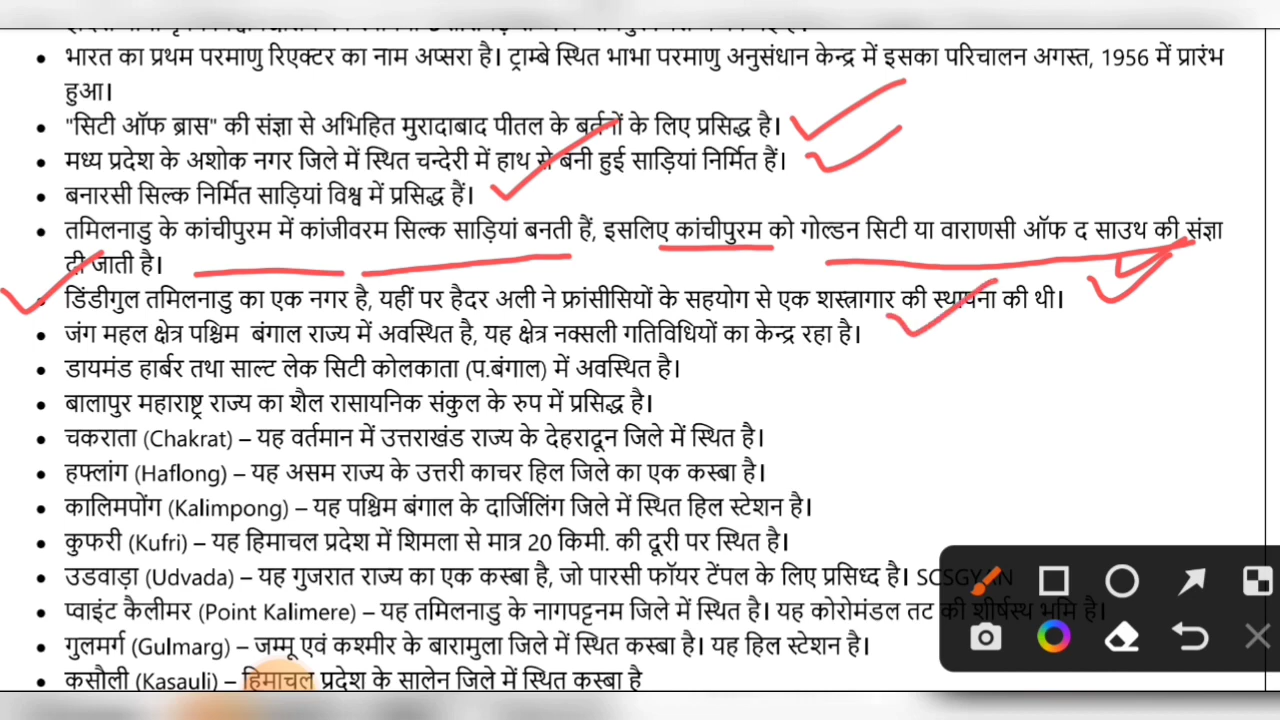 भारत का प्रथम परमाणु रिएक्टर का नाम अप्सरा है। ट्राम्बे स्थित भाभा परमाणु अनुसंधान केन्द्र में इसका परिचालन अगस्त, 1956 में प्रारंभ
हुआ।
"सिटी ऑफ ब्रास" की संज्ञा से अभिहित मुरादाबाद पीतल के बर्तनों के लिए प्रसिद्ध है।
मध्य प्रदेश के अशोक नगर जिले में स्थित चन्देरी में हाथ से बनी हुई साड़ियां निर्मित हैं।
बनारसी सिल्क निर्मित साड़ियां विश्व में प्रसिद्ध हैं।
तमिलनाडु के कांचीपुरम में कांजीवरम सिल्क साड़ियां बनती हैं, इसलिए कांचीपुरम को गोल्डन सिटी या वाराणसी ऑफ द साउथ की संज्ञा
दी जाती है।
डिंडीगुल तमिलनाडु का एक नगर है, यहीं पर हैदर अली ने फ्रांसीसियों के सहयोग से एक शस्त्रागार की स्थापना की थी।
जंग महल क्षेत्र पश्चिम बंगाल राज्य में अवस्थित है, यह क्षेत्र नक्सली गतिविधियों का केन्द्र रहा है।
डायमंड हार्बर तथा साल्ट लेक सिटी कोलकाता (प.बंगाल) में अवस्थित है।
बालापुर महाराष्ट्र राज्य का शैल रासायनिक संकुल के रुप में प्रसिद्ध है।
चकराता (Chakrat) – यह वर्तमान में उत्तराखंड राज्य के देहरादून जिले में स्थित है।
हफ्लांग (Haflong) – यह असम राज्य के उत्तरी काचर हिल जिले का एक कस्बा है।
कालिमपोंग (Kalimpong) – यह पश्चिम बंगाल के दार्जिलिंग जिले में स्थित हिल स्टेशन है।
कुफरी (Kufri) – यह हिमाचल प्रदेश में शिमला से मात्र 20 किमी. की दूरी पर स्थित है।
उडवाड़ा (Udvada) – यह गुजरात राज्य का एक कस्बा है, जो पारसी फॉयर टेंपल के लिए प्रसिध्द है। SCSGYAN
प्वाइंट कैलीमर (Point Kalimere) – यह तमिलनाडु के नागपट्टनम जिले में स्थित है। यह कोरोमंडल तट की शीर्षस्थ भूमि है।
गुलमर्ग (Gulmarg) – जम्मू एवं कश्मीर के बारामुला जिले में स्थित कस्बा है। यह हिल स्टेशन है।
कसौली (Kasauli) – हिमाचल प्रदेश के सालेन जिले में स्थित कस्बा है